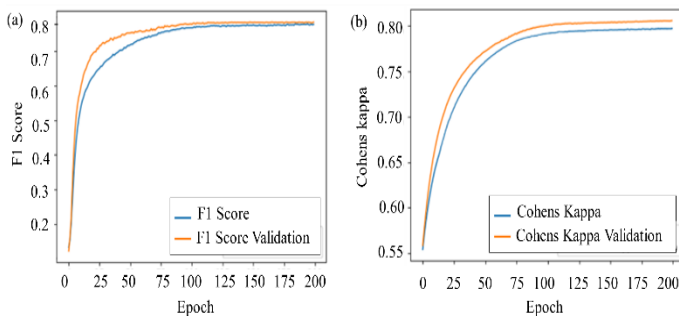 (a)
F1 Score
0.8
0.7
0.6
0.5
0.4
0.3
0.2
0 25 50 75 100 125 150 175 200
Epoch
F1 Score
F1 Score Validation
(b)
Cohens kappa
0.80
0.75
0.70
0.65
0.60
0.55
0 25 50 75 100 125 150 175 200
Epoch
Cohens Kappa
Cohens Kappa Validation